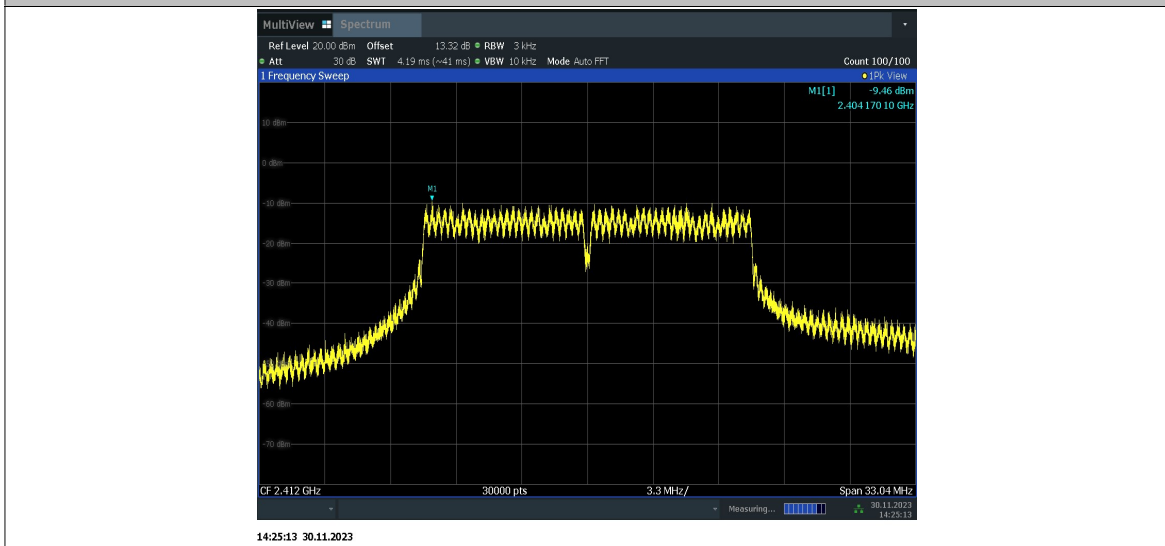 MultiView Spectrum
Ref Level 20.00 dBm Offset 13.32 dB RBW 3 kHz
Att 30 dB SWT 4.19 ms (~41 ms) VBW 10 kHz Mode Auto FFT Count 100/100
1 Frequency Sweep 1Pk View
M1[1] -9.46 dBm
2.404 170 10 GHz
10 dBm
0 dBm
M1
-10 dBm
-20 dBm
-30 dBm
-40 dBm
-60 dBm
-70 dBm
CF 2.412 GHz 30000 pts 3.3 MHz/ Span 33.04 MHz
Measuring... 30.11.2023
14:25:13
14:25:13 30.11.2023